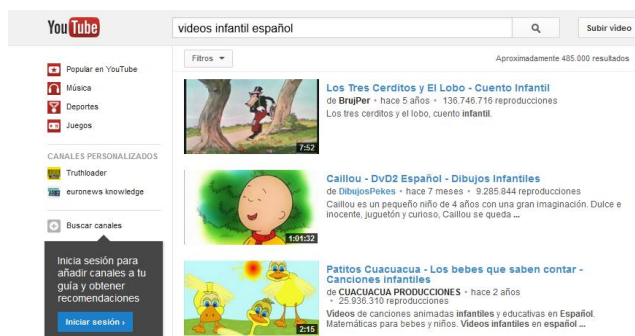 YouTube
videos infantil español
Subir vídeo
Filtros
Aproximadamente 485.000 resultados
Popular en YouTube
Música
Deportes
Juegos
CANALES PERSONALIZADOS
Truthloader
euronews knowledge
Buscar canales
Inicia sesión para
añadir canales a tu
guía y obtener
recomendaciones
Iniciar sesión ›
7:52
Los Tres Cerditos y El Lobo - Cuento Infantil
de BrujPer • hace 5 años • 136.746.716 reproducciones
Los tres cerditos y el lobo, cuento infantil.
1:01:32
Caillou - DvD2 Español - Dibujos Infantiles
de DibujosPekes • hace 7 meses • 9.285.844 reproducciones
Caillou es un pequeño niño de 4 años con una gran imaginación. Dulce e
inocente, juguetón y curioso, Caillou se queda ...
2:15
Patitos Cuacuacua - Los bebes que saben contar -
Canciones infantiles
de CUACUACUA PRODUCCIONES • hace 2 años
• 25.936.310 reproducciones
Videos de canciones animadas infantiles y educativas en Español.
Matemáticas para bebes y niños. Videos infantiles en español ...